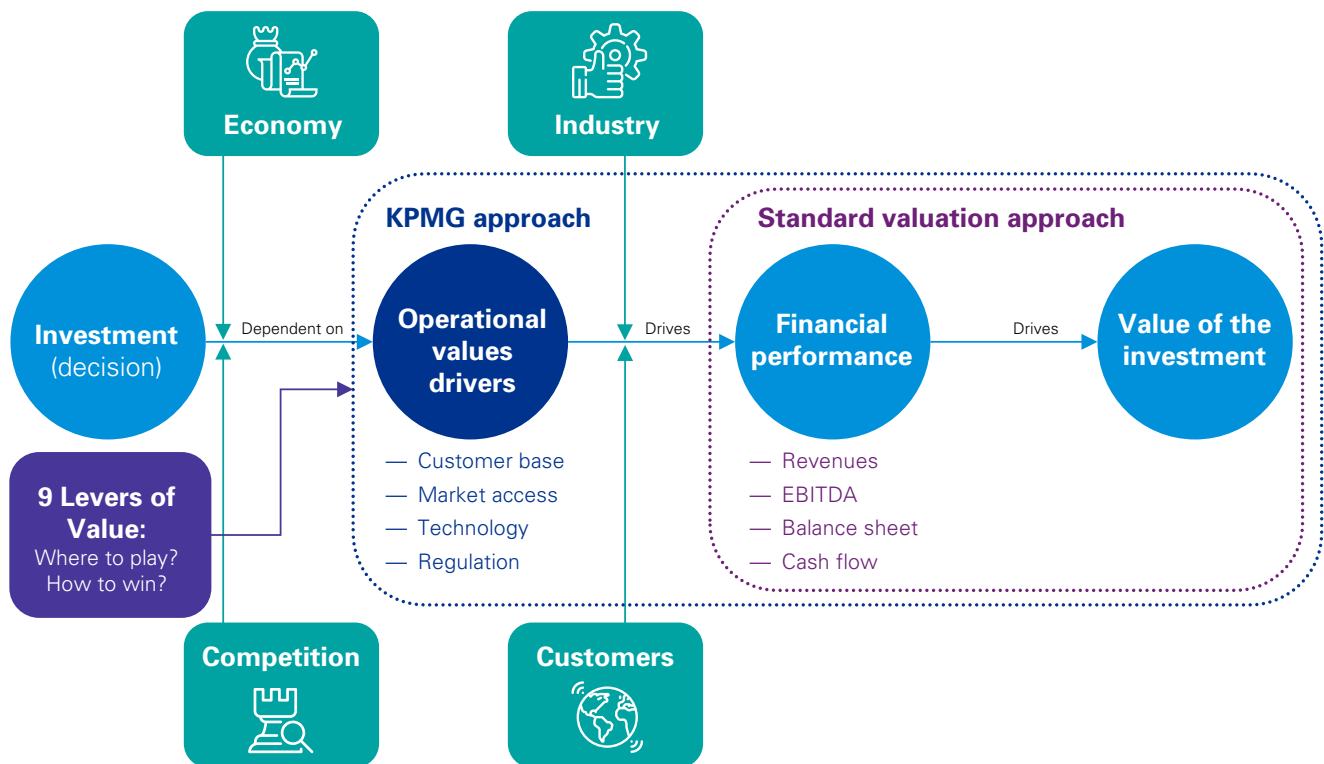 Economy
Industry
KPMG approach
Standard valuation approach
Investment
(decision)
Dependent on
Operational
values
drivers
Drives
Financial
performance
Drives
Value of the
investment
— Customer base
— Market access
— Technology
— Regulation
— Revenues
— EBITDA
— Balance sheet
— Cash flow
9 Levers of
Value:
Where to play?
How to win?
Competition
Customers